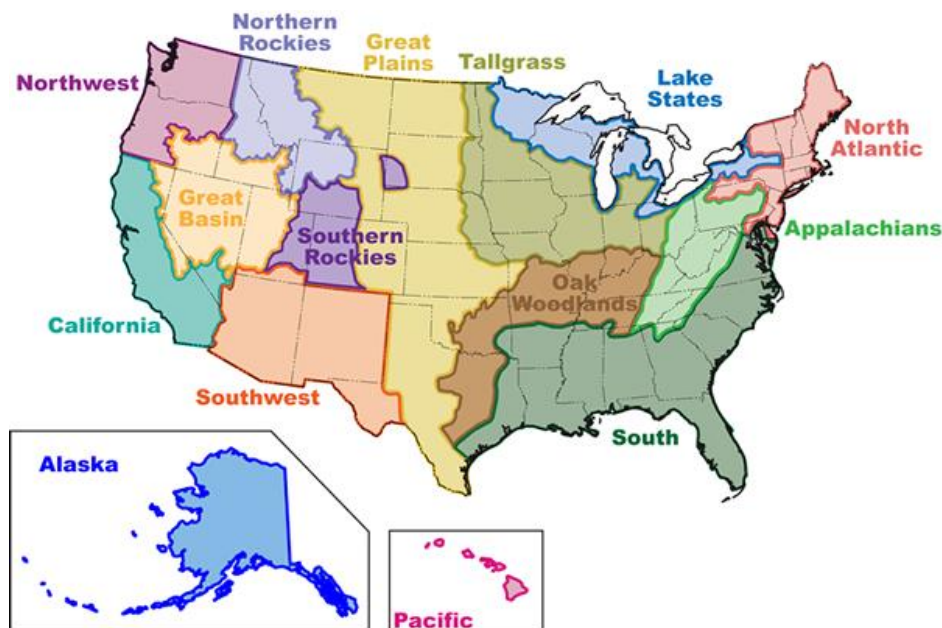 Northern
Rockies
Great
Plains
Tallgrass
Lake
States
Northwest
North
Atlantic
Great
Basin
Southern
Rockies
Appalachians
Oak
Woodlands
California
Southwest
South
Alaska
Pacific